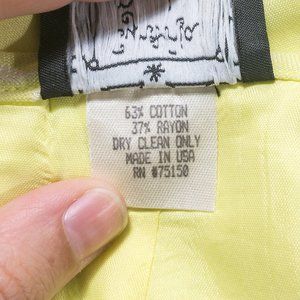 63% COTTON
37% RAYON
DRY CLEAN ONLY
MADE IN USA
RN #75150